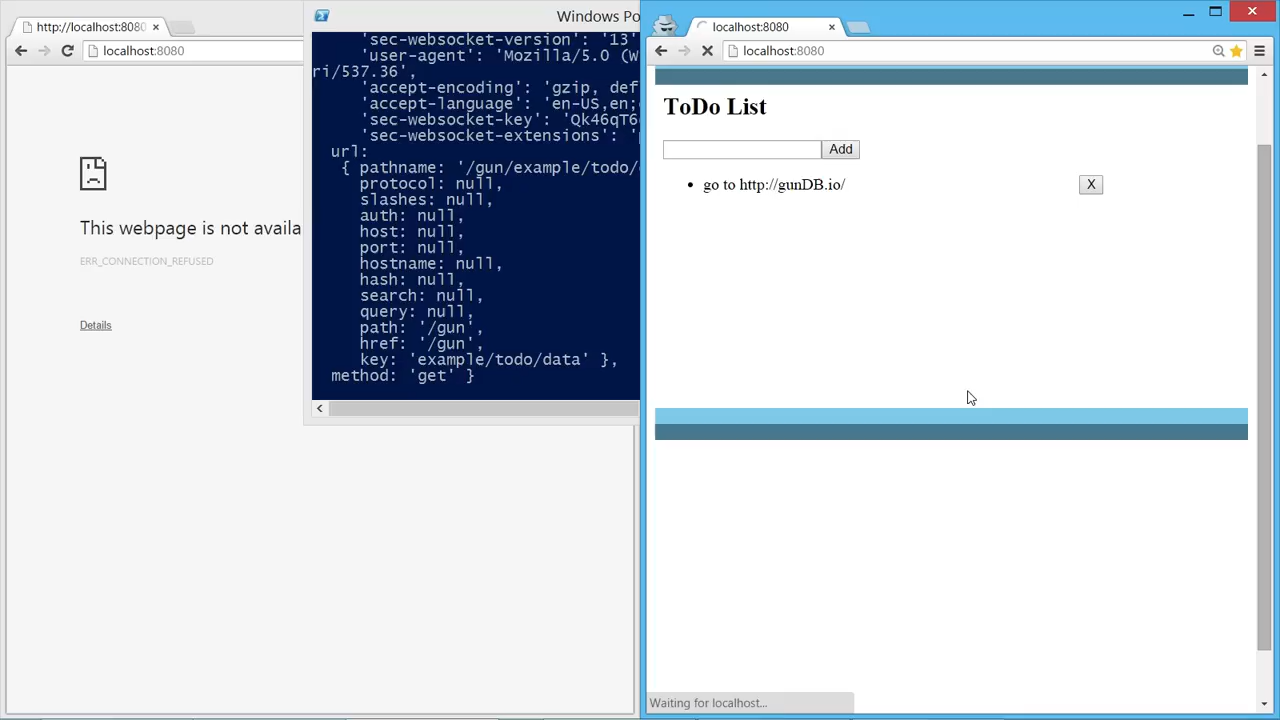 http://localhost:8080
localhost:8080
This webpage is not availa
ERR_CONNECTION_REFUSED
Details
Windows Po
'sec-websocket-version': '13'
'user-agent': 'Mozilla/5.0 (W
ri/537.36',
'accept-encoding': 'gzip, def
'accept-language': 'en-US,en;
'sec-websocket-key': 'Qk46qT6
'sec-websocket-extensions': 
url:
{ pathname: '/gun/example/todo/
protocol: null,
slashes: null,
auth: null,
host: null,
port: null,
hostname: null,
hash: null,
search: null,
query: null,
path: '/gun',
href: '/gun',
key: 'example/todo/data' },
method: 'get' }
localhost:8080
localhost:8080
ToDo List
Add
• go to http://gunDB.io/
X
Waiting for localhost...